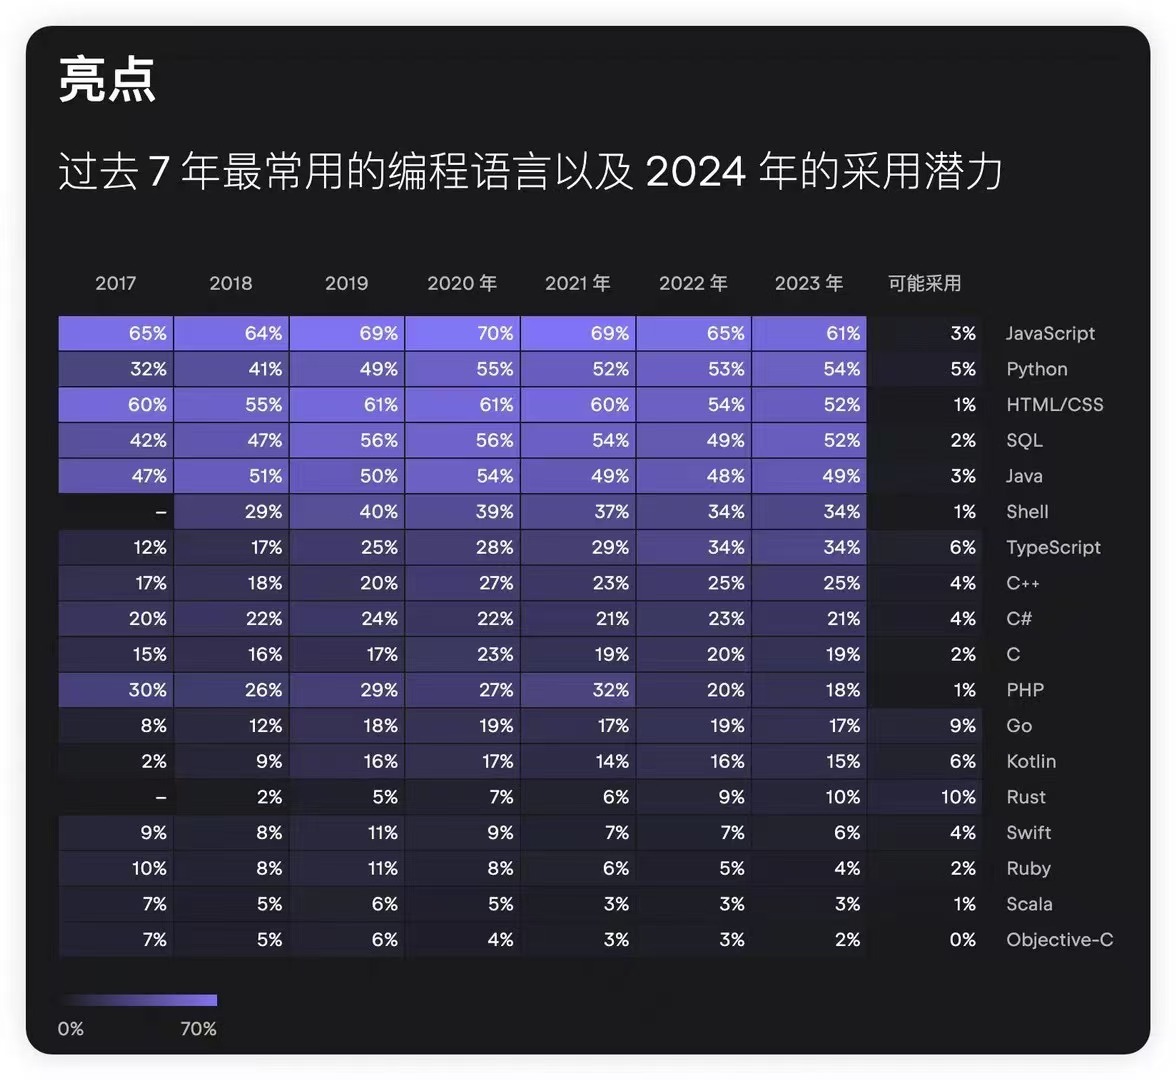 亮点
过去 7 年最常用的编程语言以及 2024 年的采用潜力
2017 2018 2019 2020 年 2021 年 2022 年 2023 年 可能采用
65% 64% 69% 70% 69% 65% 61% 3% JavaScript
32% 41% 49% 55% 52% 53% 54% 5% Python
60% 55% 61% 61% 60% 54% 52% 1% HTML/CSS
42% 47% 56% 56% 54% 49% 52% 2% SQL
47% 51% 50% 54% 49% 48% 49% 3% Java
– 29% 40% 39% 37% 34% 34% 1% Shell
12% 17% 25% 28% 29% 34% 34% 6% TypeScript
17% 18% 20% 27% 23% 25% 25% 4% C++
20% 22% 24% 22% 21% 23% 21% 4% C#
15% 16% 17% 23% 19% 20% 19% 2% C
30% 26% 29% 27% 32% 20% 18% 1% PHP
8% 12% 18% 19% 17% 19% 17% 9% Go
2% 9% 16% 17% 14% 16% 15% 6% Kotlin
– 2% 5% 7% 6% 9% 10% 10% Rust
9% 8% 11% 9% 7% 7% 6% 4% Swift
10% 8% 11% 8% 6% 5% 4% 2% Ruby
7% 5% 6% 5% 3% 3% 3% 1% Scala
7% 5% 6% 4% 3% 3% 2% 0% Objective-C
0% 70%